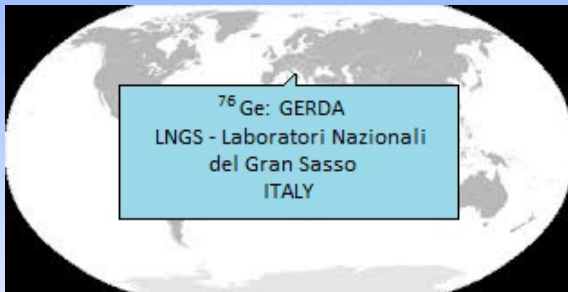 ⁷⁶Ge: GERDA
LNGS - Laboratori Nazionali
del Gran Sasso
ITALY